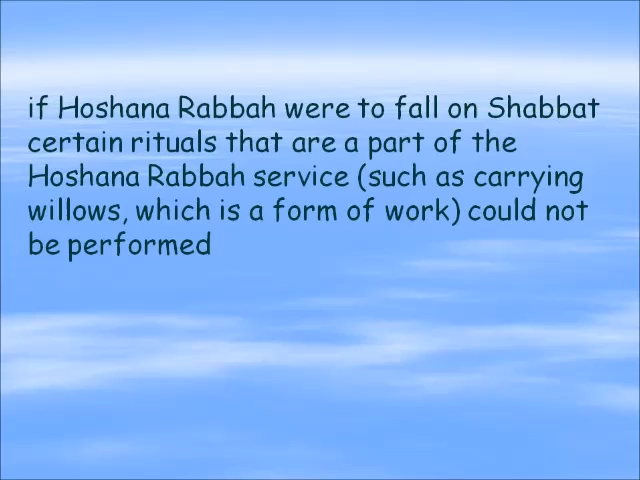 if Hoshana Rabbah were to fall on Shabbat
certain rituals that are a part of the
Hoshana Rabbah service (such as carrying
willows, which is a form of work) could not
be performed